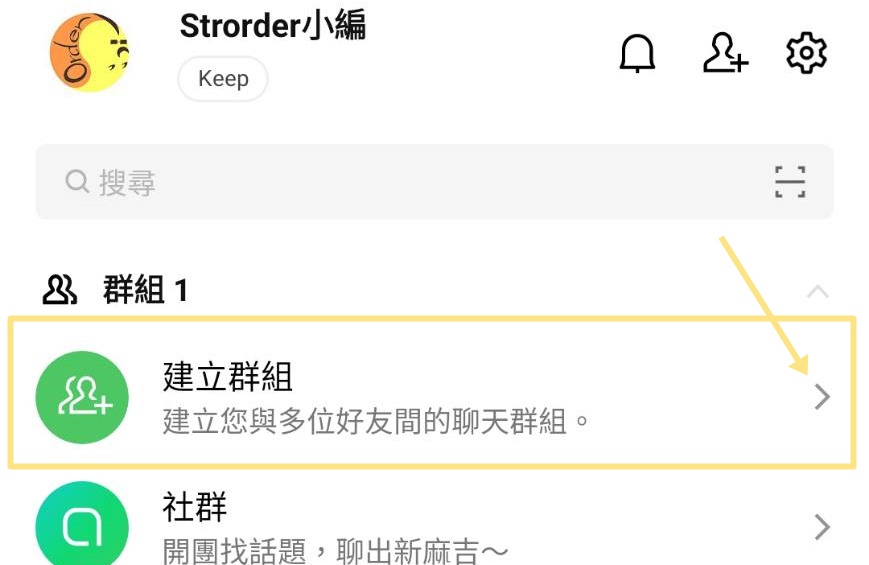 Strorder小編
Keep
Order
搜尋
群組 1
建立群組
建立您與多位好友間的聊天群組。
社群
開團找話題，聊出新麻吉～